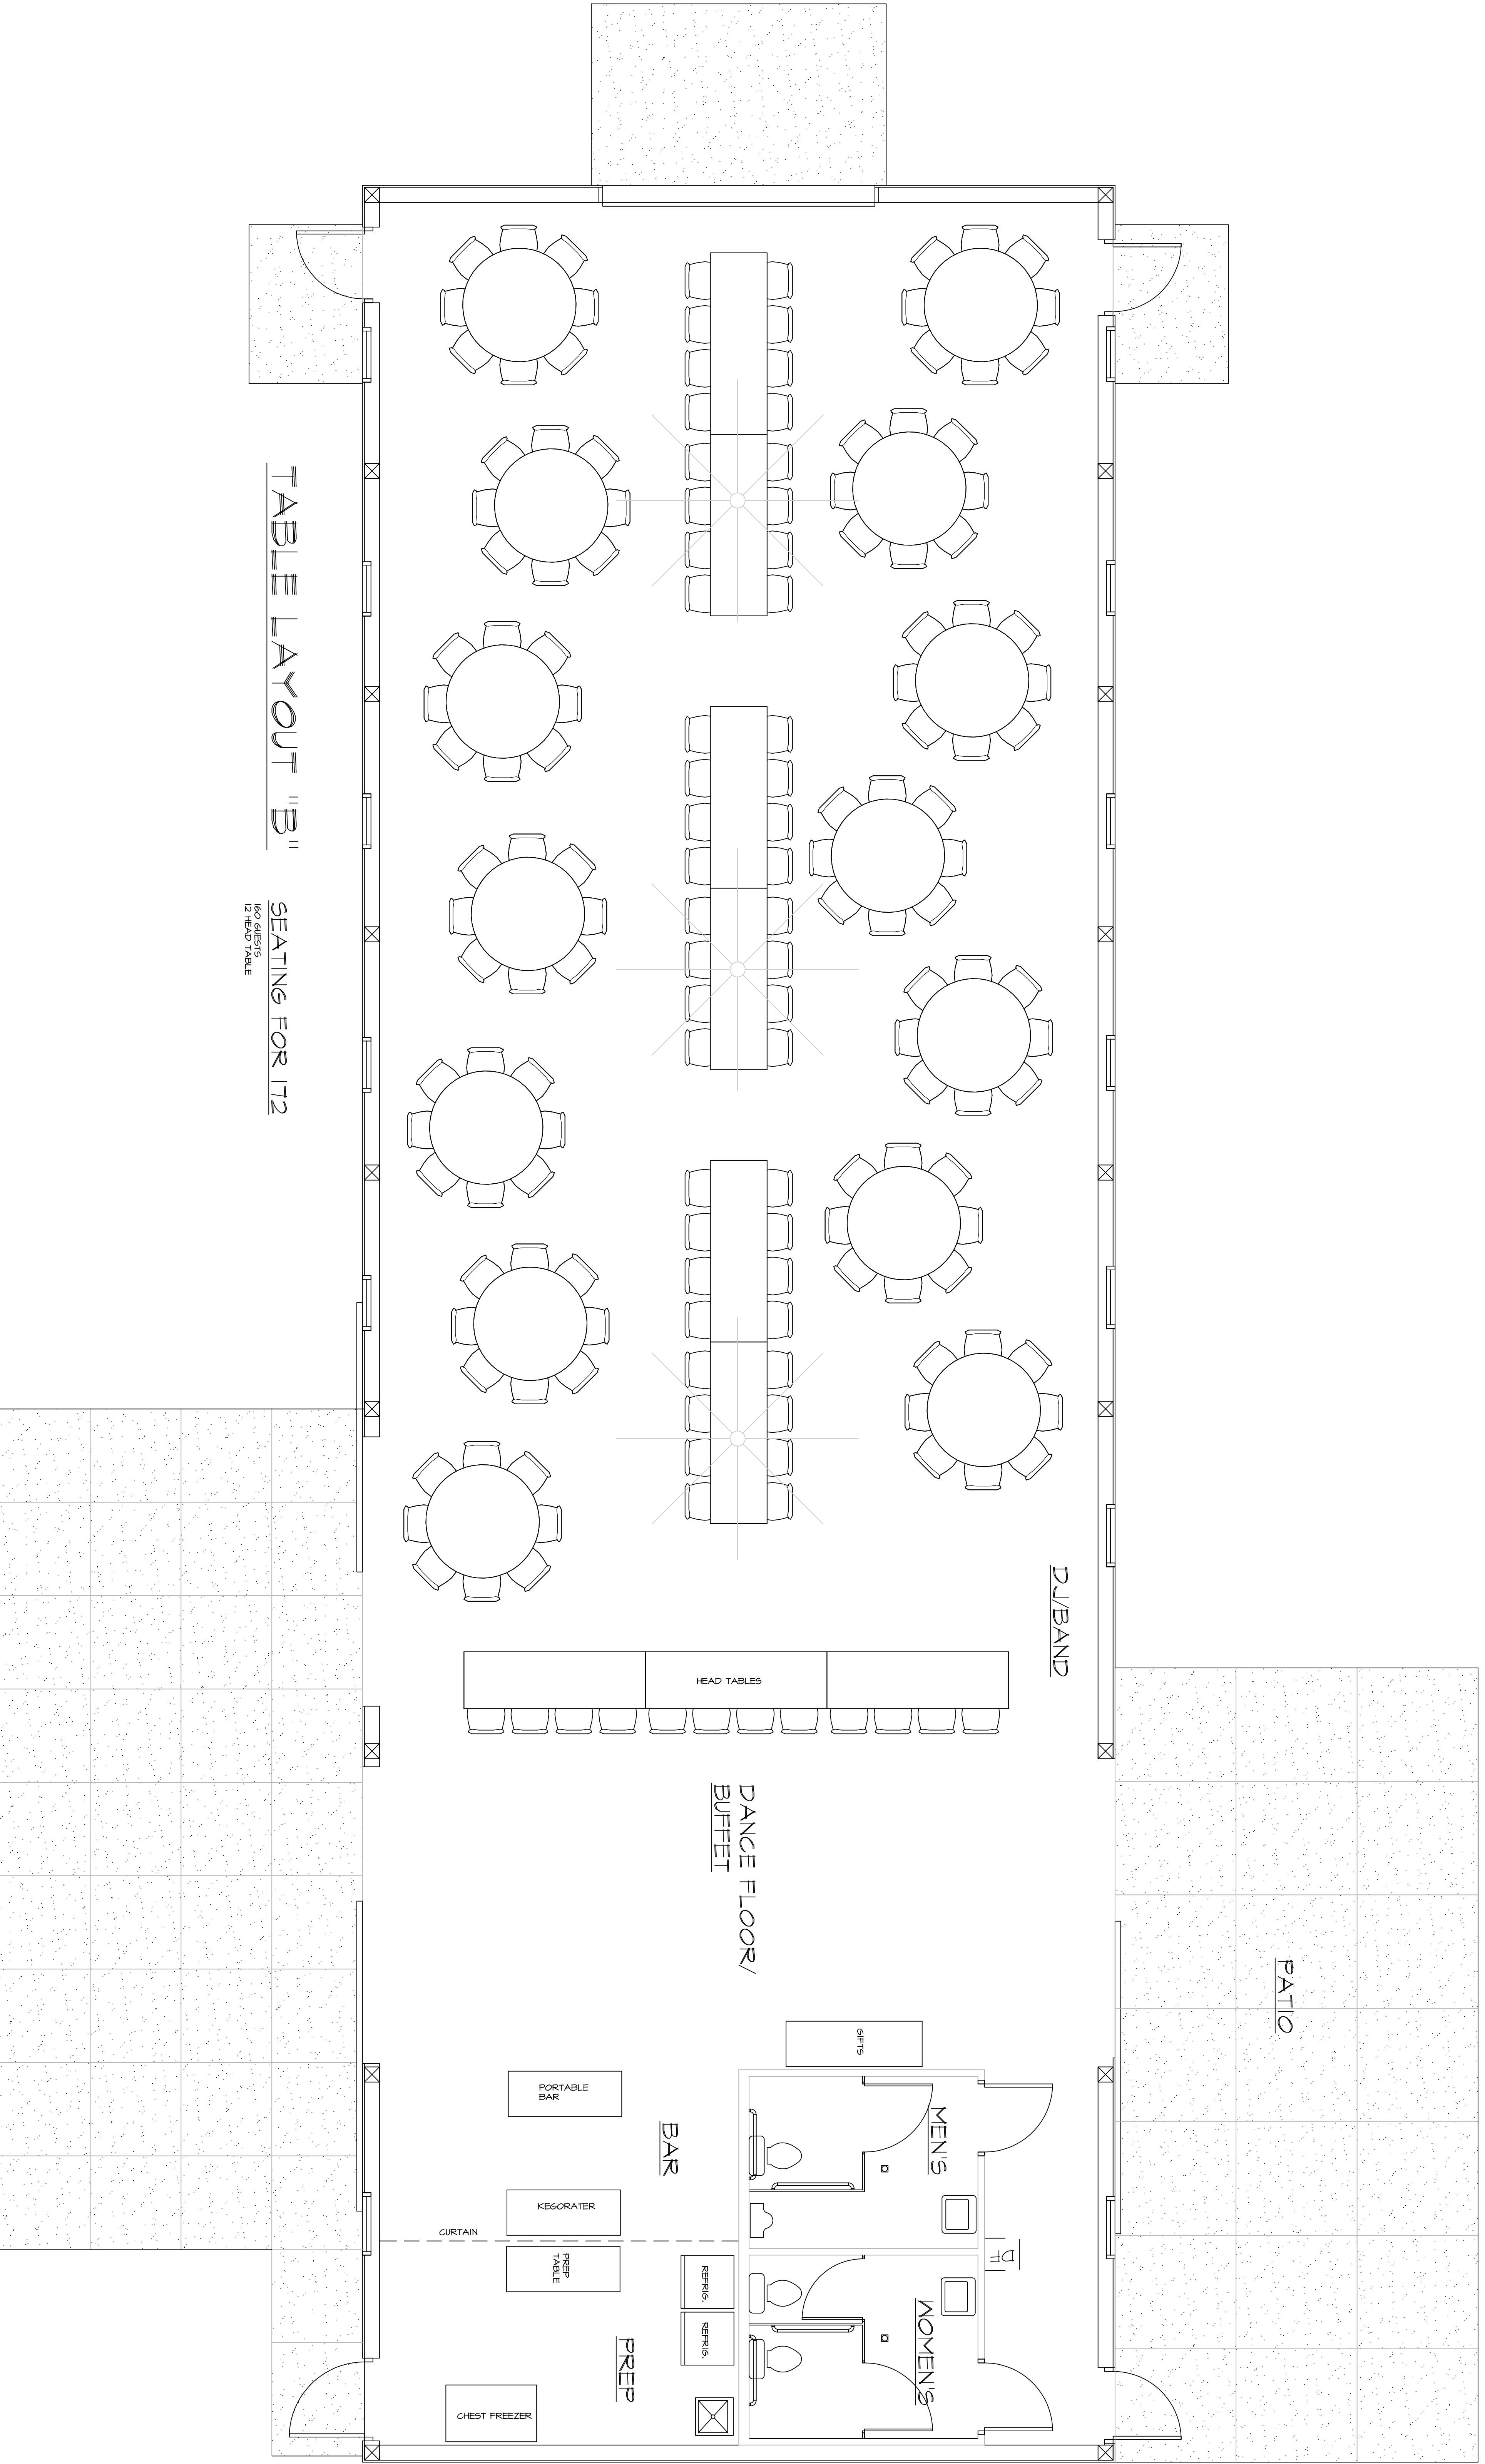 TABLE LAYOUT "B"
SEATING FOR 172
160 GUESTS
12 HEAD TABLE
DJ/BAND
HEAD TABLES
DANCE FLOOR/
BUFFET
PATIO
GIFTS
PORTABLE
BAR
BAR
MEN'S
KEGORATER
CURTAIN
PREP
TABLE
REFRIG.
REFRIG.
DF
WOMEN'S
PREP
CHEST FREEZER